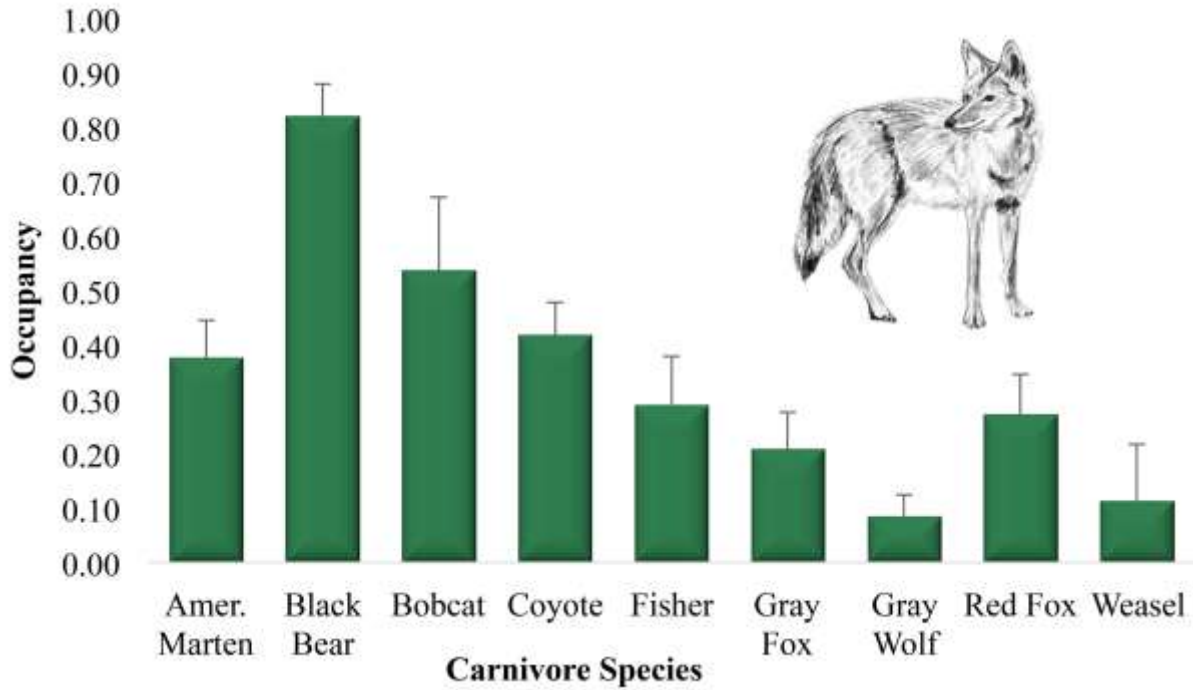 1.00
0.90
0.80
0.70
0.60
0.50
0.40
0.30
0.20
0.10
0.00
Occupancy
Amer. Marten
Black Bear
Bobcat
Coyote
Fisher
Gray Fox
Gray Wolf
Red Fox
Weasel
Carnivore Species